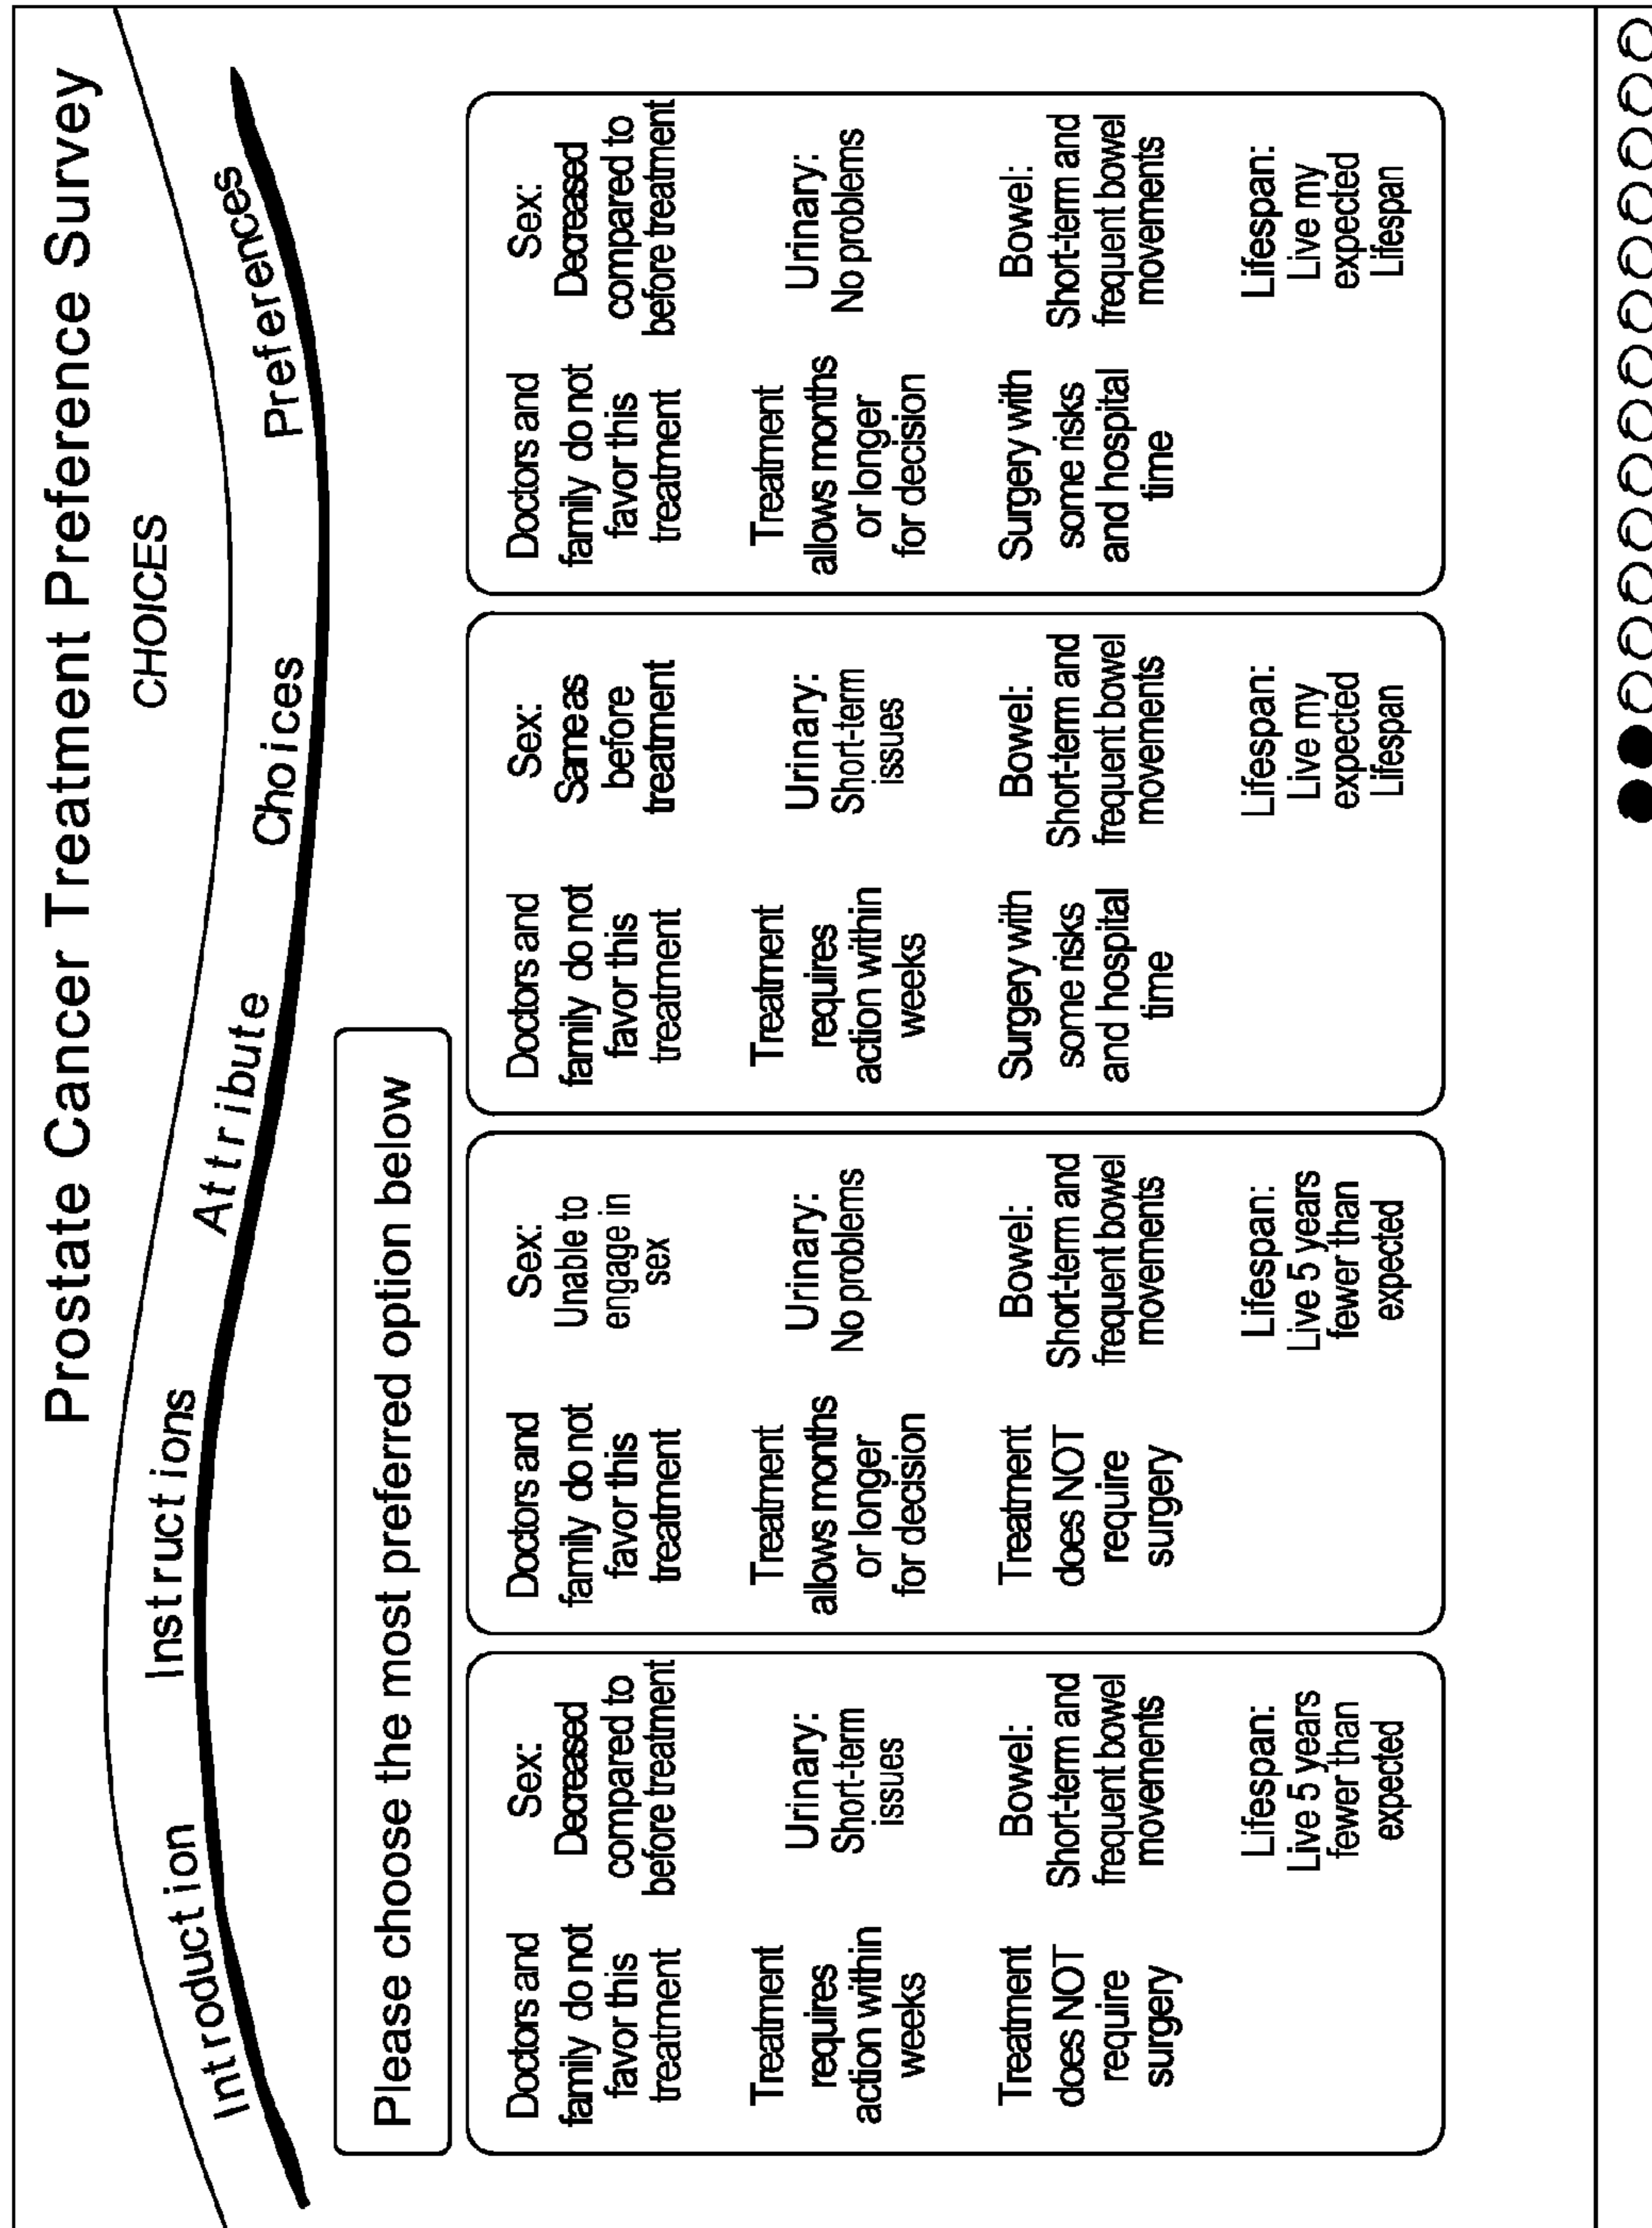 Prostate Cancer Treatment Preference Survey
CHOICES
Introduction
Instructions
Attribute
Choices
Preferences
Please choose the most preferred option below
Doctors and
family do not
favor this
treatment
Treatment
requires
action within
weeks
Treatment
does NOT
require
surgery
Sex:
Decreased
compared to
before treatment
Urinary:
Short-term
issues
Bowel:
Short-term and
frequent bowel
movements
Lifespan:
Live 5 years
fewer than
expected
Doctors and
family do not
favor this
treatment
Treatment
allows months
or longer
for decision
Treatment
does NOT
require
surgery
Sex:
Unable to
engage in
sex
Urinary:
No problems
Bowel:
Short-term and
frequent bowel
movements
Lifespan:
Live 5 years
fewer than
expected
Doctors and
family do not
favor this
treatment
Treatment
requires
action within
weeks
Surgery with
some risks
and hospital
time
Sex:
Same as
before
treatment
Urinary:
Short-term
issues
Bowel:
Short-term and
frequent bowel
movements
Lifespan:
Live my
expected
Lifespan
Doctors and
family do not
favor this
treatment
Treatment
allows months
or longer
for decision
Surgery with
some risks
and hospital
time
Sex:
Decreased
compared to
before treatment
Urinary:
No problems
Bowel:
Short-term and
frequent bowel
movements
Lifespan:
Live my
expected
Lifespan